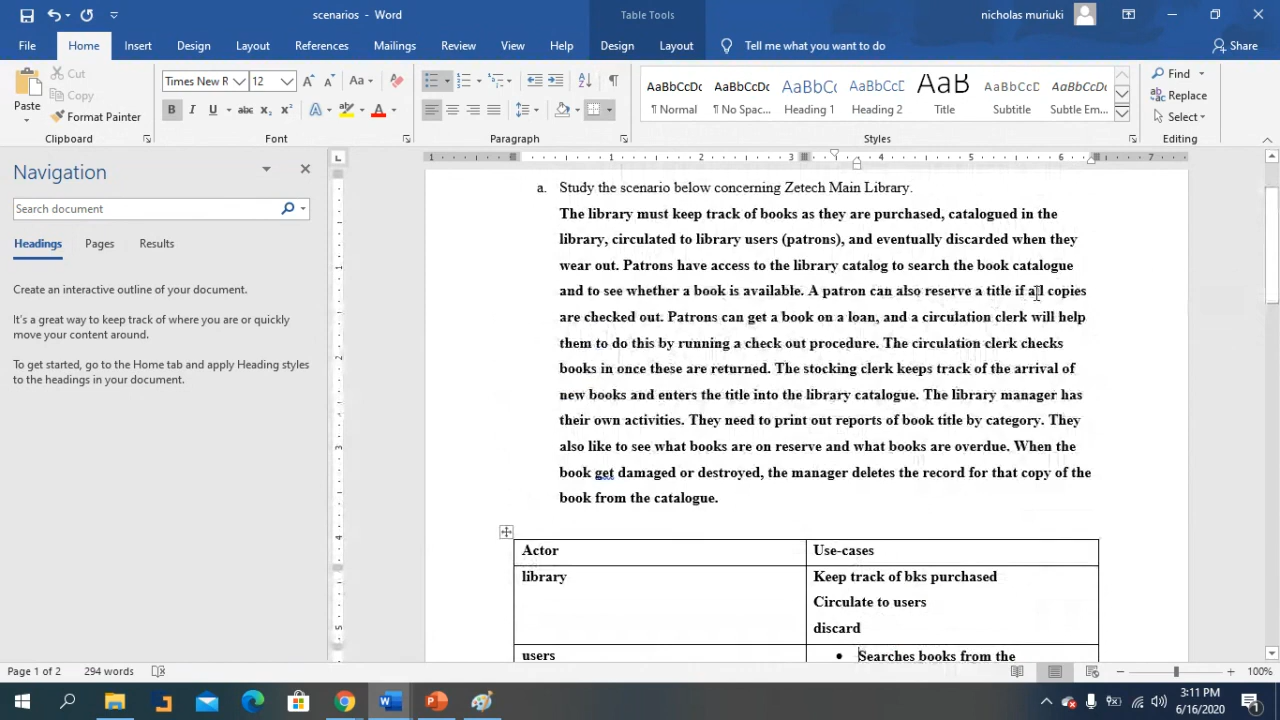 scenarios - Word
Table Tools
nicholas muriuki
File
Home
Insert
Design
Layout
References
Mailings
Review
View
Help
Design
Layout
Tell me what you want to do
Share
Paste
Cut
Copy
Format Painter
Clipboard
Times New R
12
Aa
B I U abc x₂ x²
A
Font
Paragraph
AaBbCcDc
¶ Normal
AaBbCcDc
¶ No Spac...
AaBbC(
Heading 1
AaBbCcD
Heading 2
AaB
Title
AaBbCcD
Subtitle
AaBbCcDc
Subtle Em...
Styles
Find
Replace
Select
Editing
Navigation
Search document
Headings
Pages
Results
Create an interactive outline of your document.
It's a great way to keep track of where you are or quickly
move your content around.
To get started, go to the Home tab and apply Heading styles
to the headings in your document.
a. Study the scenario below concerning Zetech Main Library.
The library must keep track of books as they are purchased, catalogued in the
library, circulated to library users (patrons), and eventually discarded when they
wear out. Patrons have access to the library catalog to search the book catalogue
and to see whether a book is available. A patron can also reserve a title if all copies
are checked out. Patrons can get a book on a loan, and a circulation clerk will help
them to do this by running a check out procedure. The circulation clerk checks
books in once these are returned. The stocking clerk keeps track of the arrival of
new books and enters the title into the library catalogue. The library manager has
their own activities. They need to print out reports of book title by category. They
also like to see what books are on reserve and what books are overdue. When the
book get damaged or destroyed, the manager deletes the record for that copy of the
book from the catalogue.
Actor
Use-cases
library
Keep track of bks purchased
Circulate to users
discard
users
• Searches books from the
Page 1 of 2
294 words
100%
3:11 PM
6/16/2020